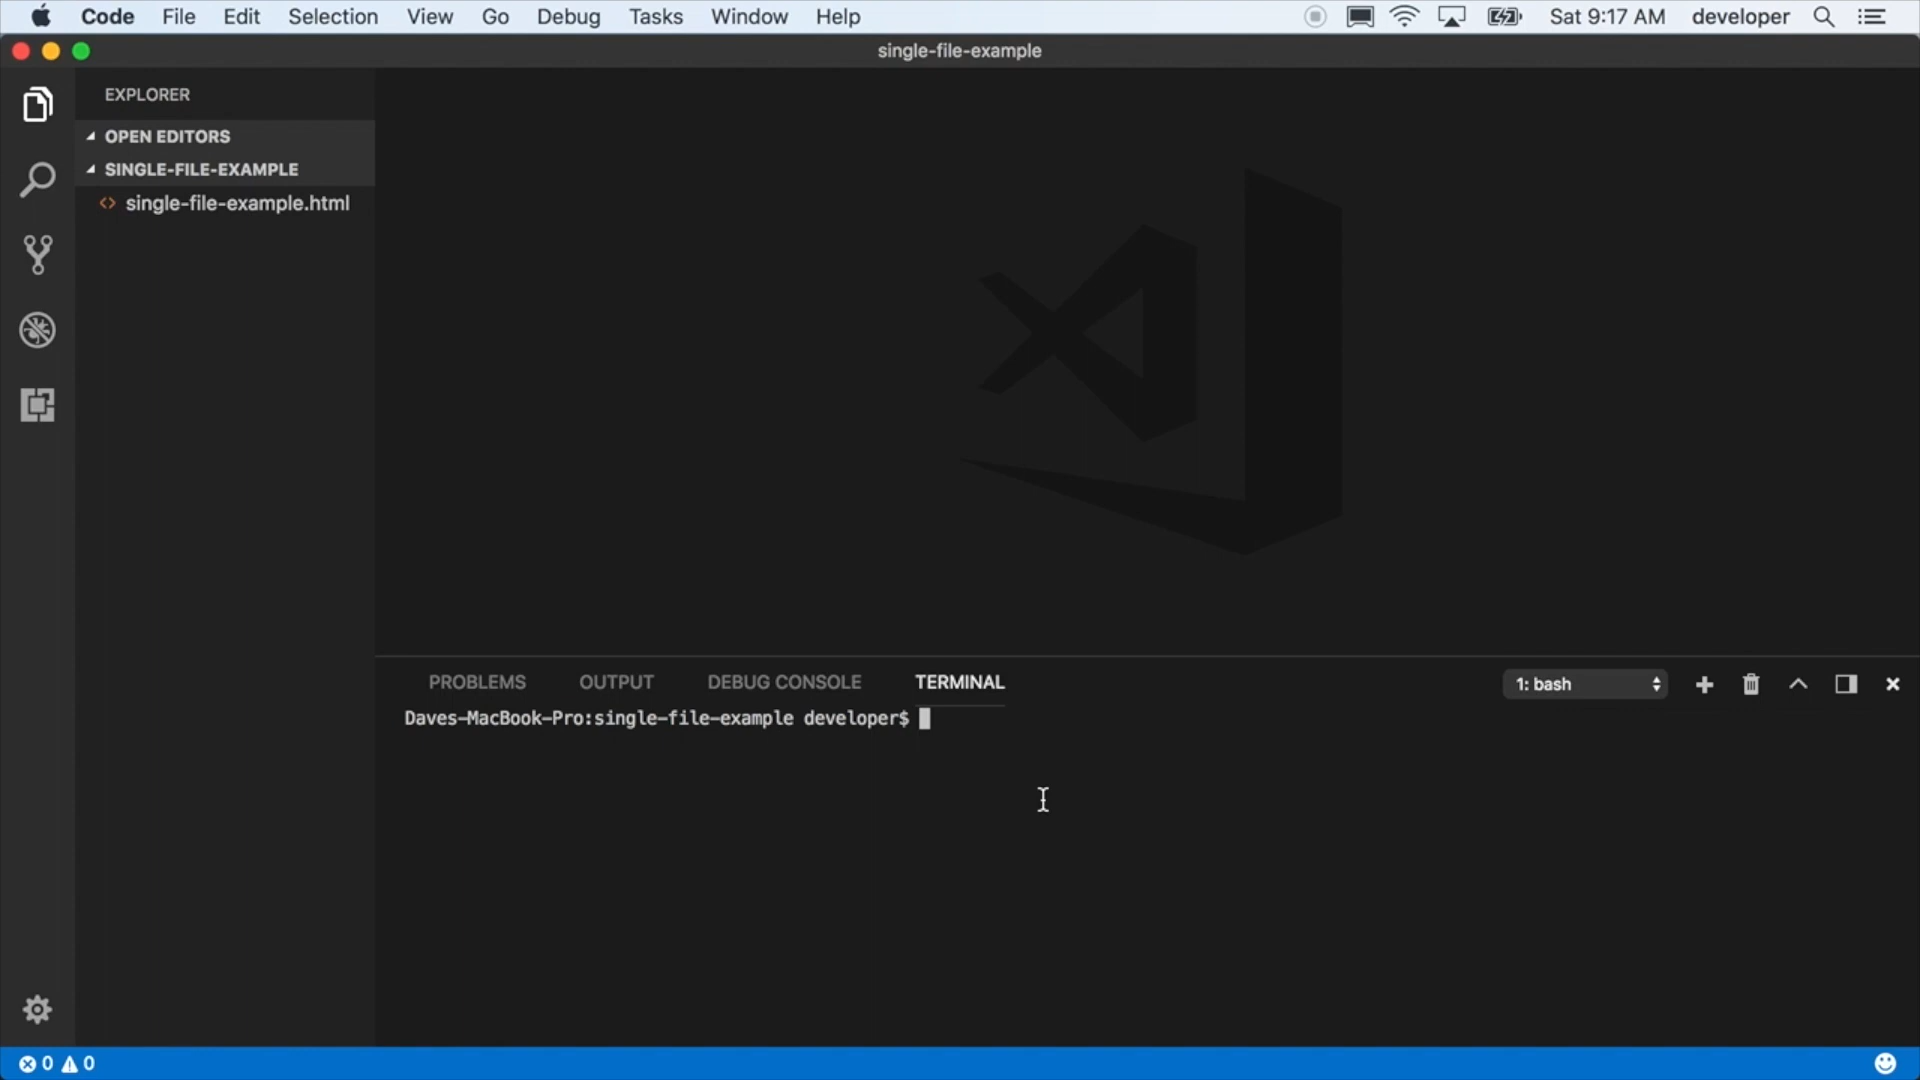 Code File Edit Selection View Go Debug Tasks Window Help Sat 9:17 AM developer
single-file-example
EXPLORER
OPEN EDITORS
SINGLE-FILE-EXAMPLE
<> single-file-example.html
PROBLEMS OUTPUT DEBUG CONSOLE TERMINAL 1: bash
Daves-MacBook-Pro:single-file-example developer$
0 0